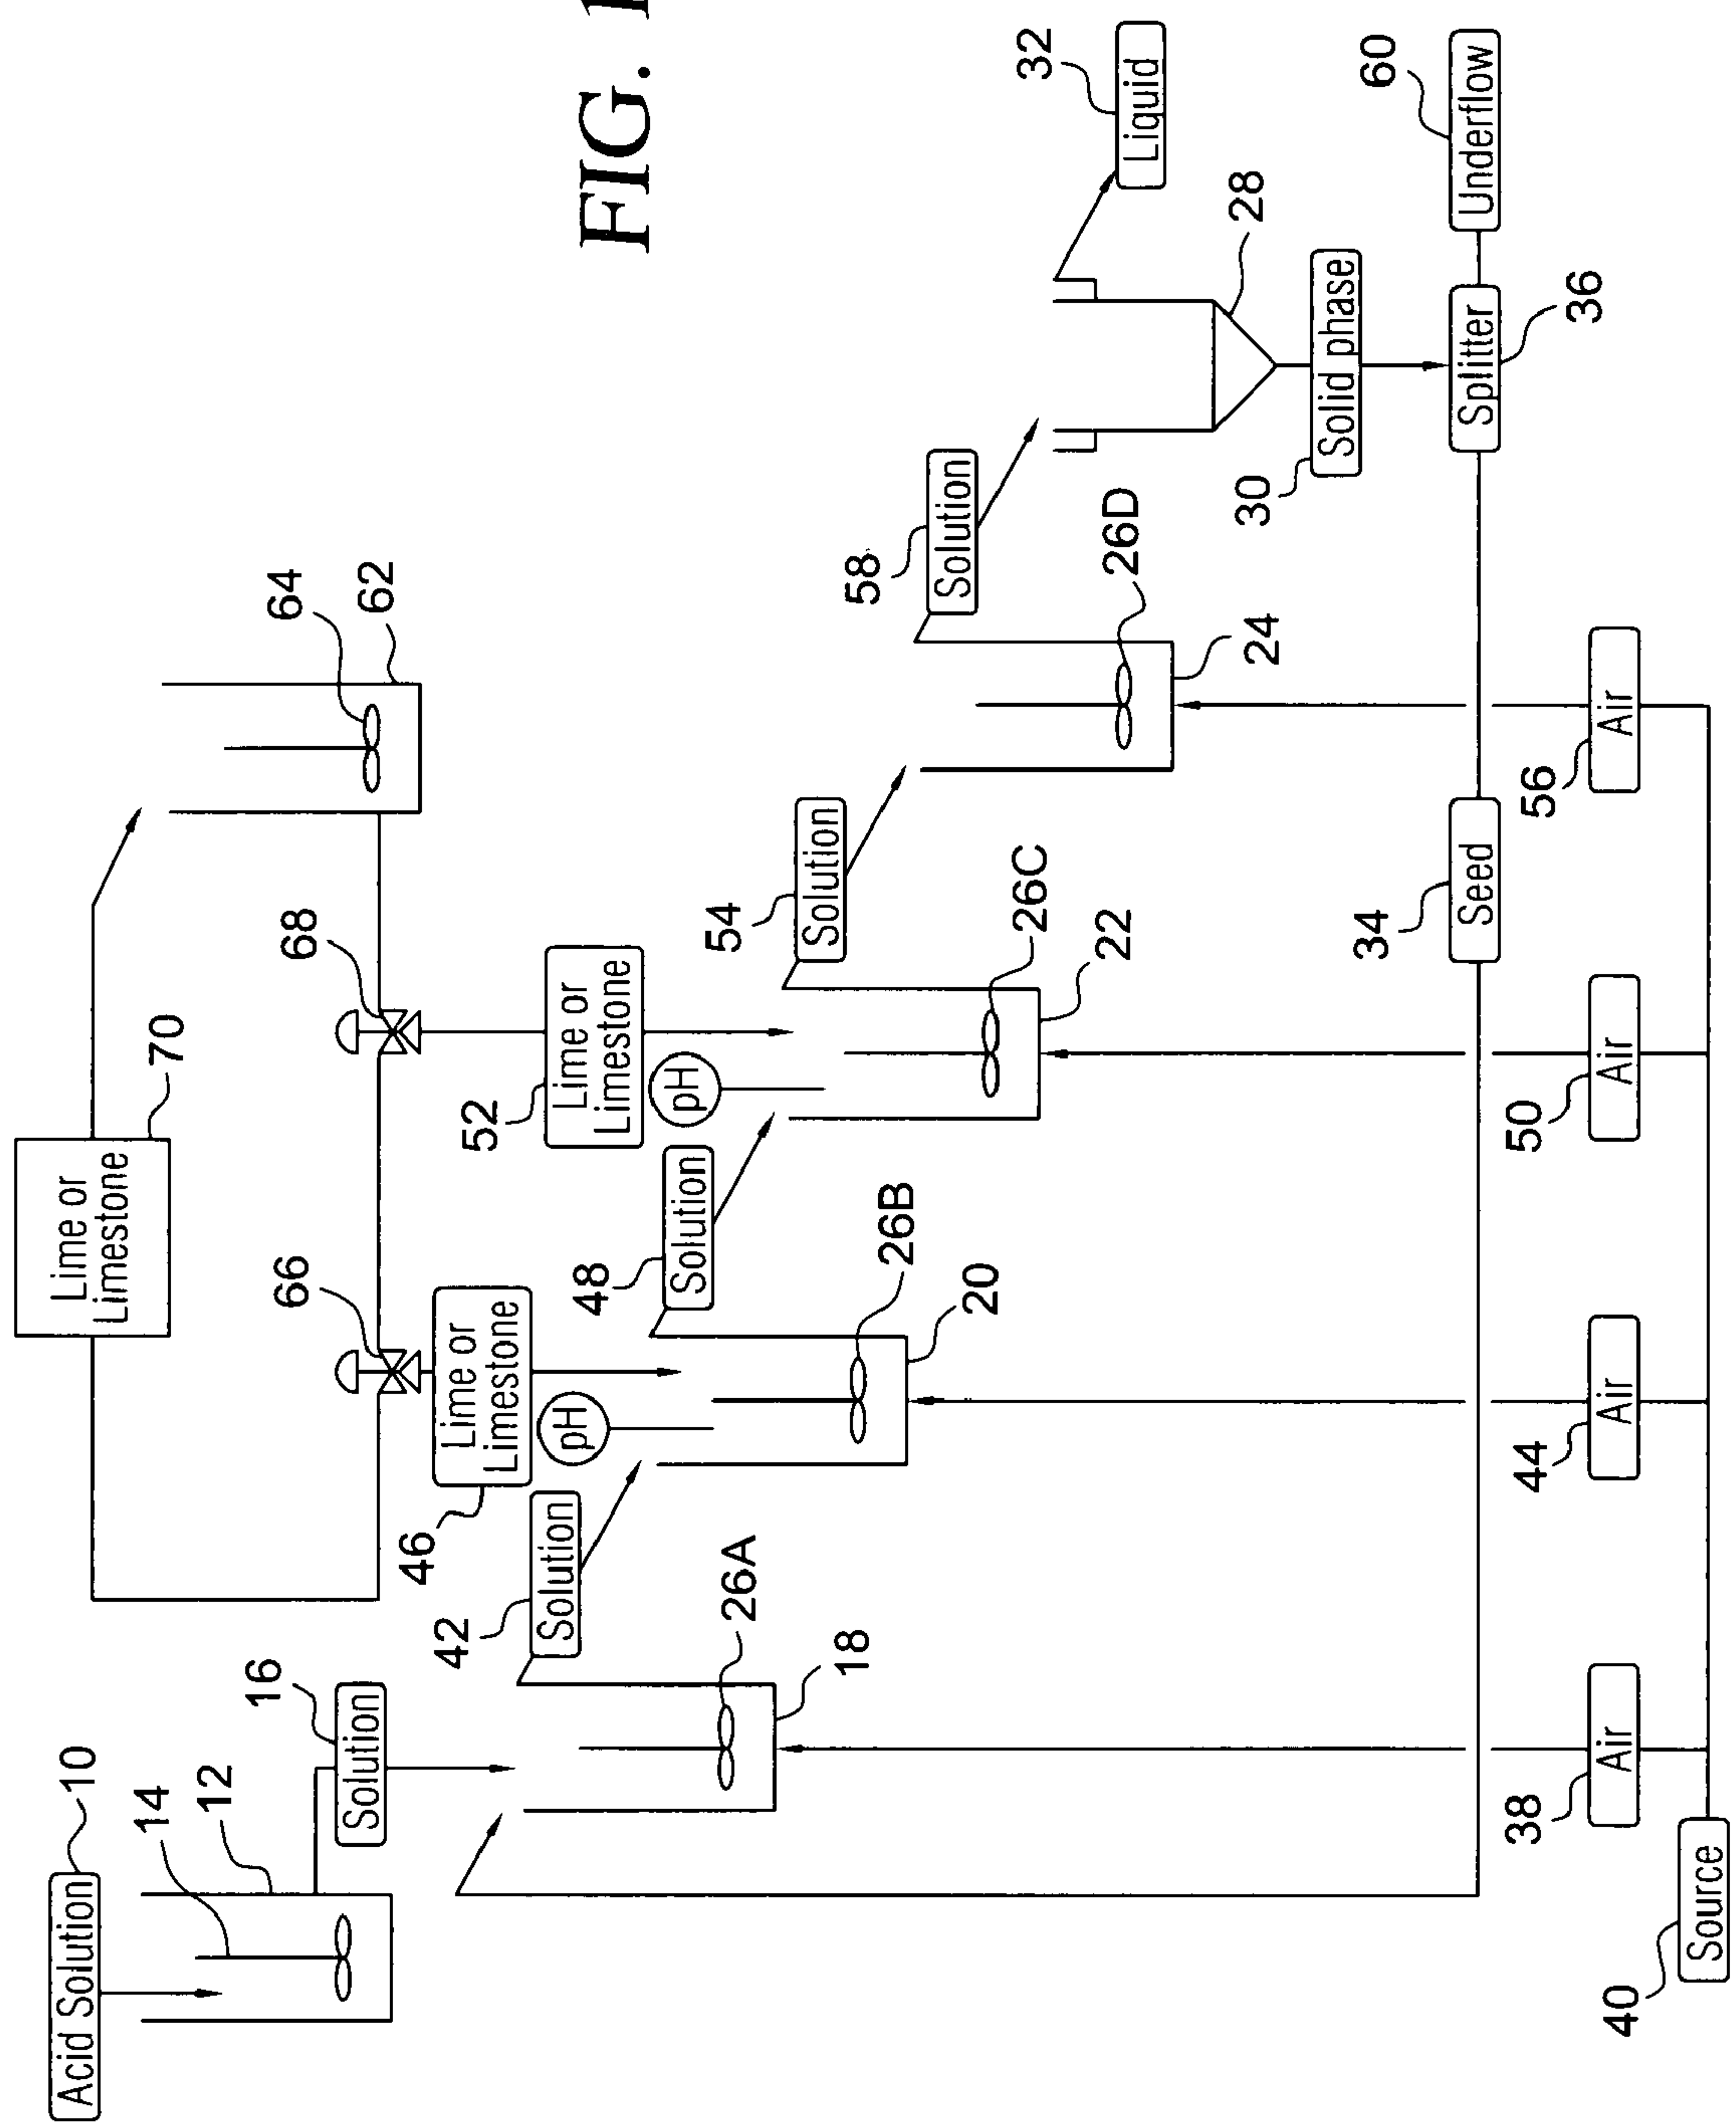 FIG. 1
Acid Solution
10
14
12
16
Solution
Lime or
Limestone
70
66
68
64
62
46
Lime or
Limestone
pH
52
Lime or
Limestone
pH
42
Solution
26A
18
48
Solution
26B
20
54
Solution
26C
22
58
Solution
26D
24
32
Liquid
28
30
Solid phase
34
Seed
Splitter
36
60
Underflow
38
Air
44
Air
50
Air
56
Air
40
Source